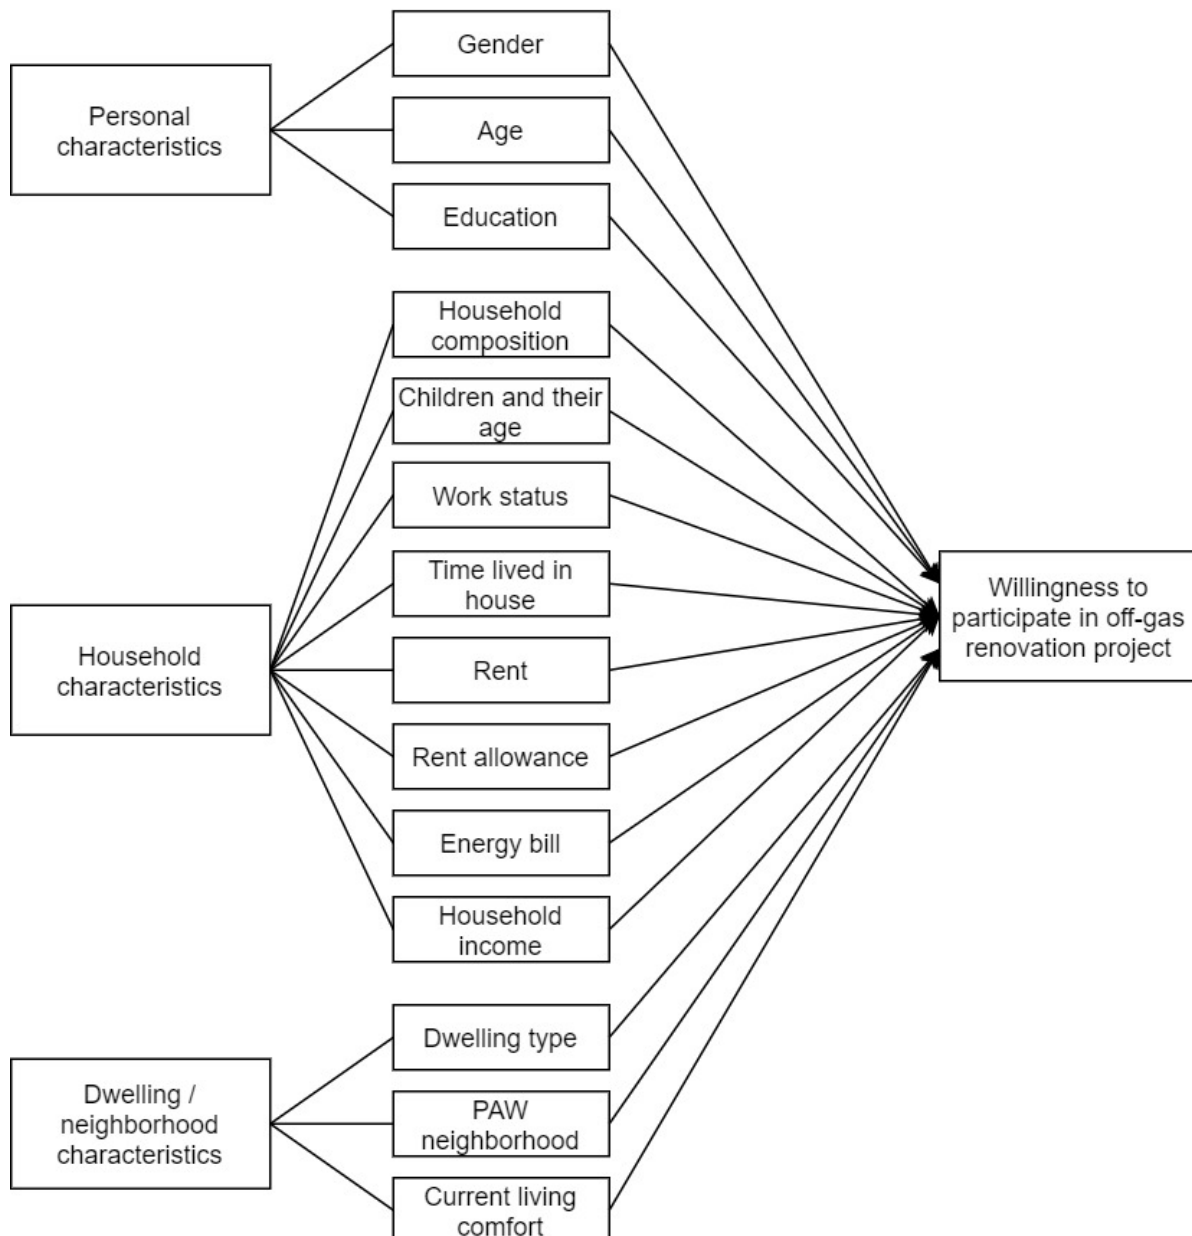 Personal
characteristics
Gender
Age
Education
Household
characteristics
Household
composition
Children and their
age
Work status
Time lived in
house
Rent
Rent allowance
Energy bill
Household
income
Dwelling /
neighborhood
characteristics
Dwelling type
PAW
neighborhood
Current living
comfort
Willingness to
participate in off-gas
renovation project